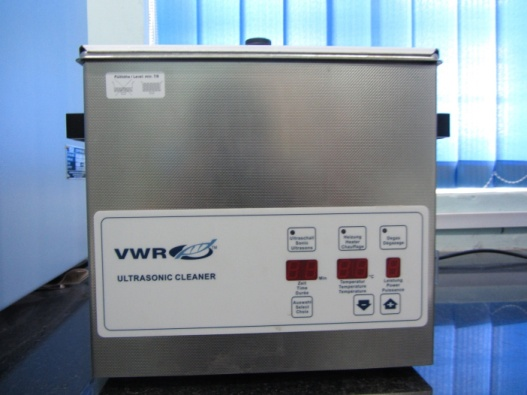 VWR
ULTRASONIC CLEANER
Ultraschall
Sonic
Ultrasons
Heizung
Heater
Chauffage
Degas
Dégazage
Min
°C
Zeit
Time
Durée
Temperatur
Temperature
Température
Leistung
Power
Puissance
Auswahl
Select
Choix